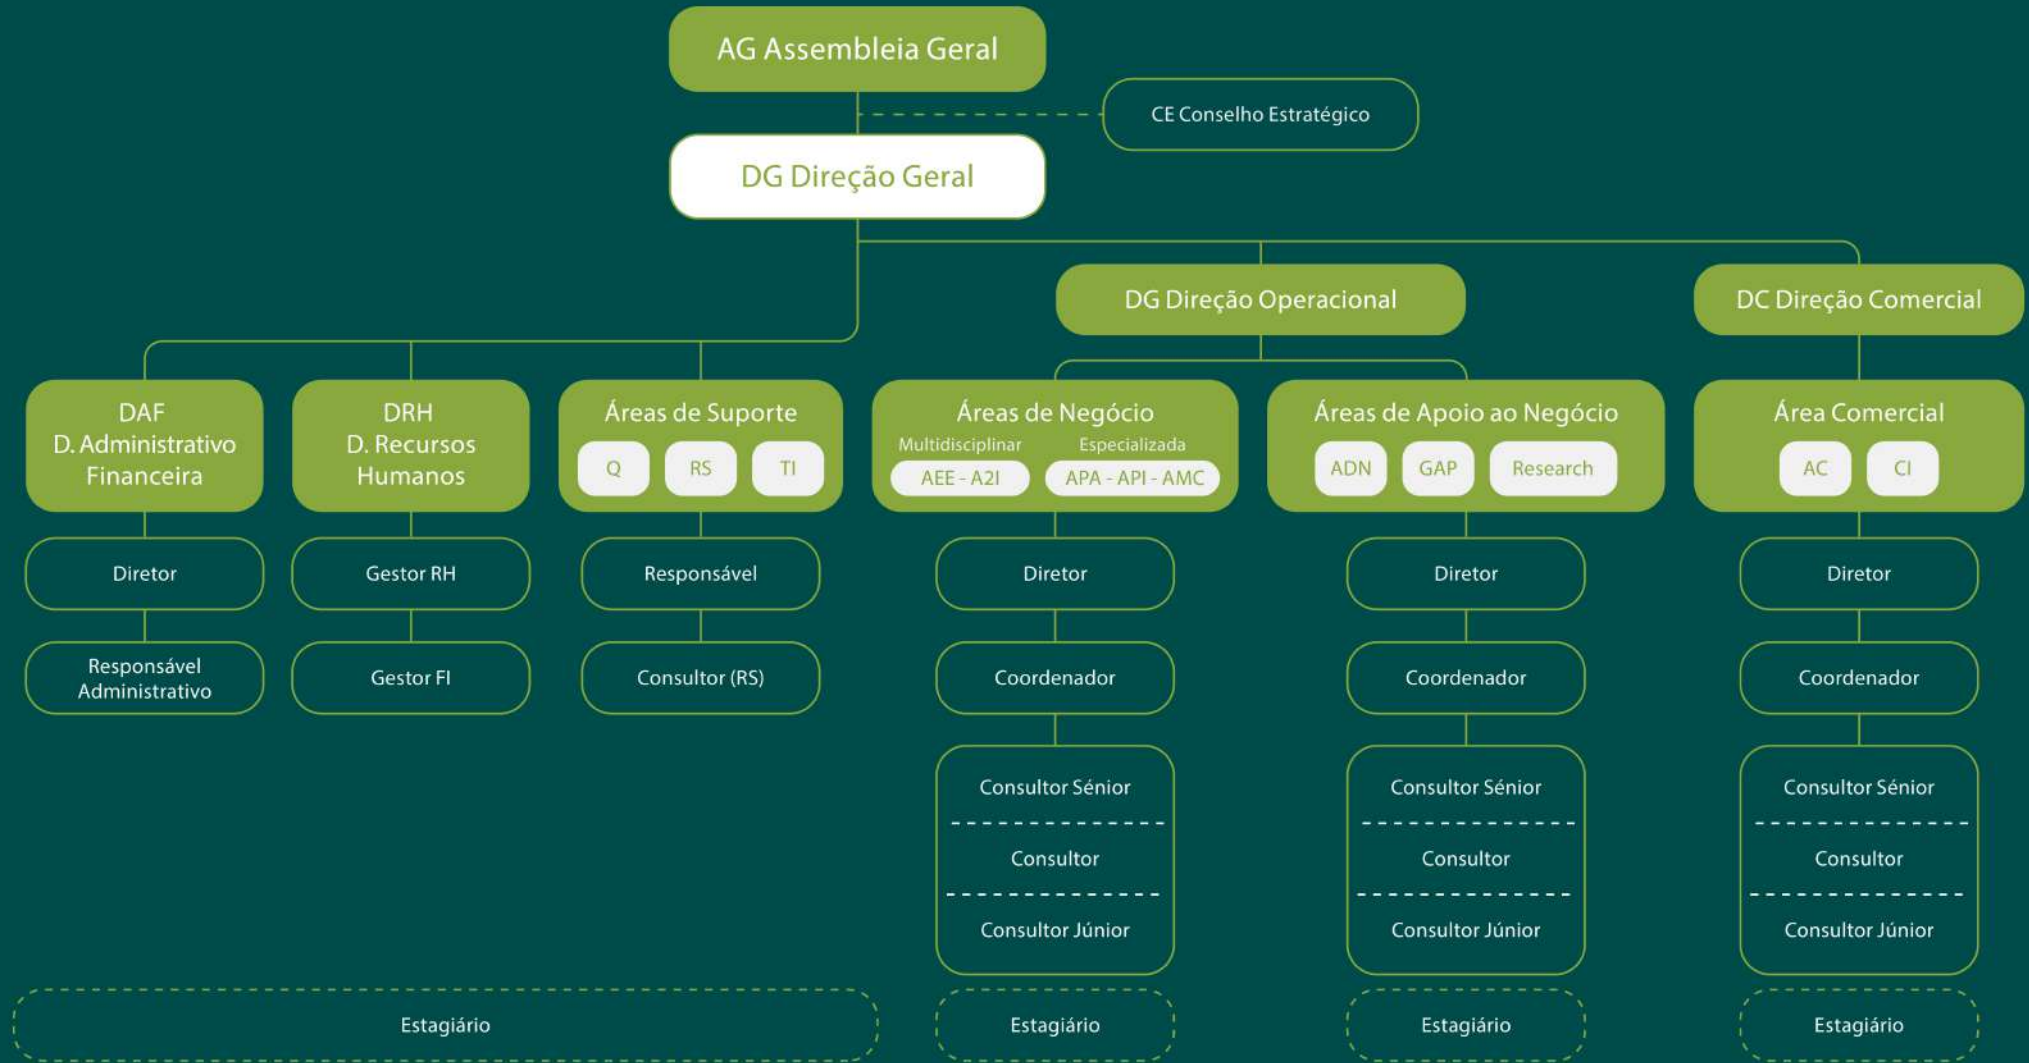 AG Assembleia Geral
CE Conselho Estratégico
DG Direção Geral
DG Direção Operacional
DC Direção Comercial
DAF
D. Administrativo
Financeira
DRH
D. Recursos
Humanos
Áreas de Suporte
Q
RS
TI
Áreas de Negócio
Multidisciplinar
Especializada
AEE - A2I
APA - API - AMC
Áreas de Apoio ao Negócio
ADN
GAP
Research
Área Comercial
AC
CI
Diretor
Gestor RH
Responsável
Diretor
Diretor
Diretor
Responsável
Administrativo
Gestor FI
Consultor (RS)
Coordenador
Coordenador
Coordenador
Consultor Sénior
Consultor
Consultor Júnior
Consultor Sénior
Consultor
Consultor Júnior
Consultor Sénior
Consultor
Consultor Júnior
Estagiário
Estagiário
Estagiário
Estagiário